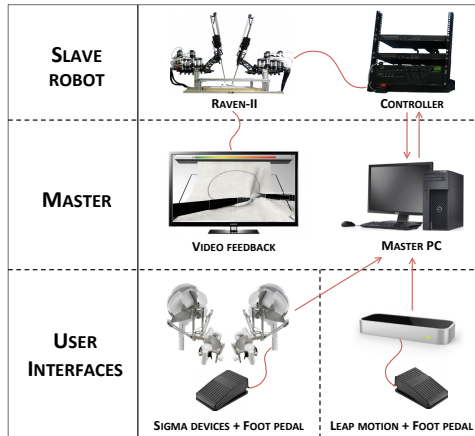 SLAVE
ROBOT
RAVEN-II
CONTROLLER
MASTER
VIDEO FEEDBACK
MASTER PC
USER
INTERFACES
SIGMA DEVICES + FOOT PEDAL
LEAP MOTION + FOOT PEDAL